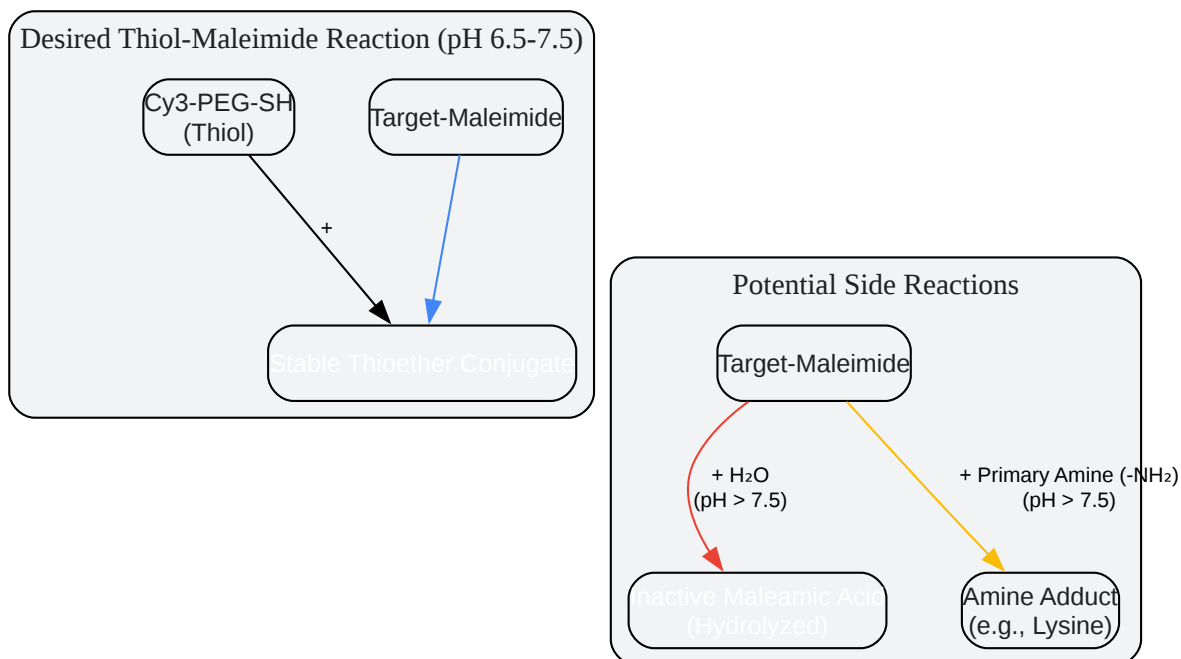 Desired Thiol-Maleimide Reaction (pH 6.5-7.5)
Cy3-PEG-SH
(Thiol)
Target-Maleimide
+
Stable Thioether Conjugate
Potential Side Reactions
Target-Maleimide
+ H₂O
(pH > 7.5)
+ Primary Amine (-NH₂)
(pH > 7.5)
Inactive Maleamic Acid
(Hydrolyzed)
Amine Adduct
(e.g., Lysine)